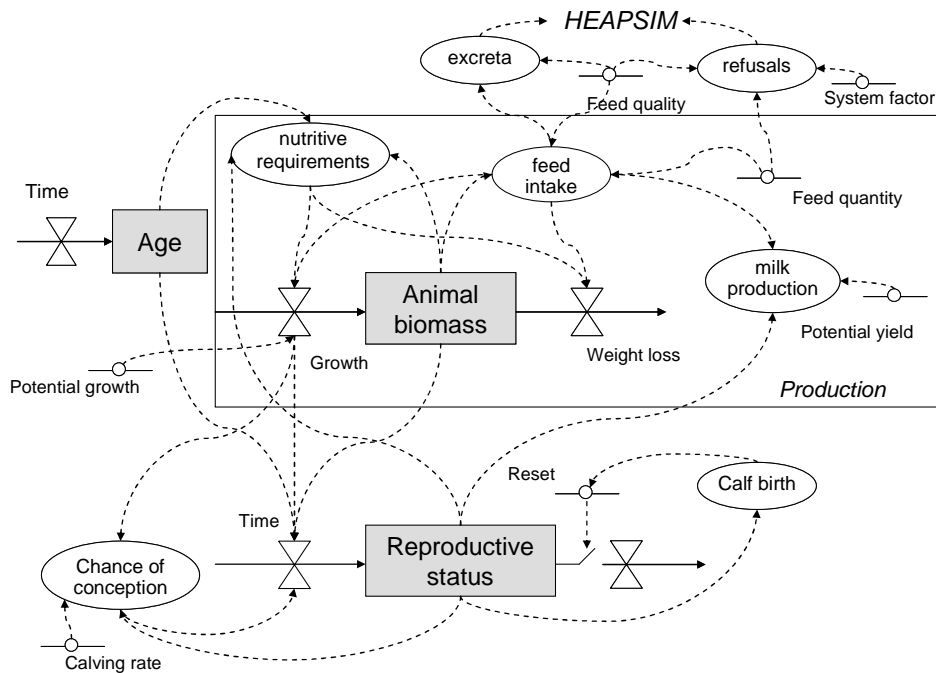 HEAPSIM
excreta
refusals
Feed quality
System factor
nutritive
requirements
feed
intake
Feed quantity
Time
Age
milk
production
Animal
biomass
Potential yield
Growth
Weight loss
Potential growth
Production
Reset
Calf birth
Time
Reproductive
status
Chance of
conception
Calving rate